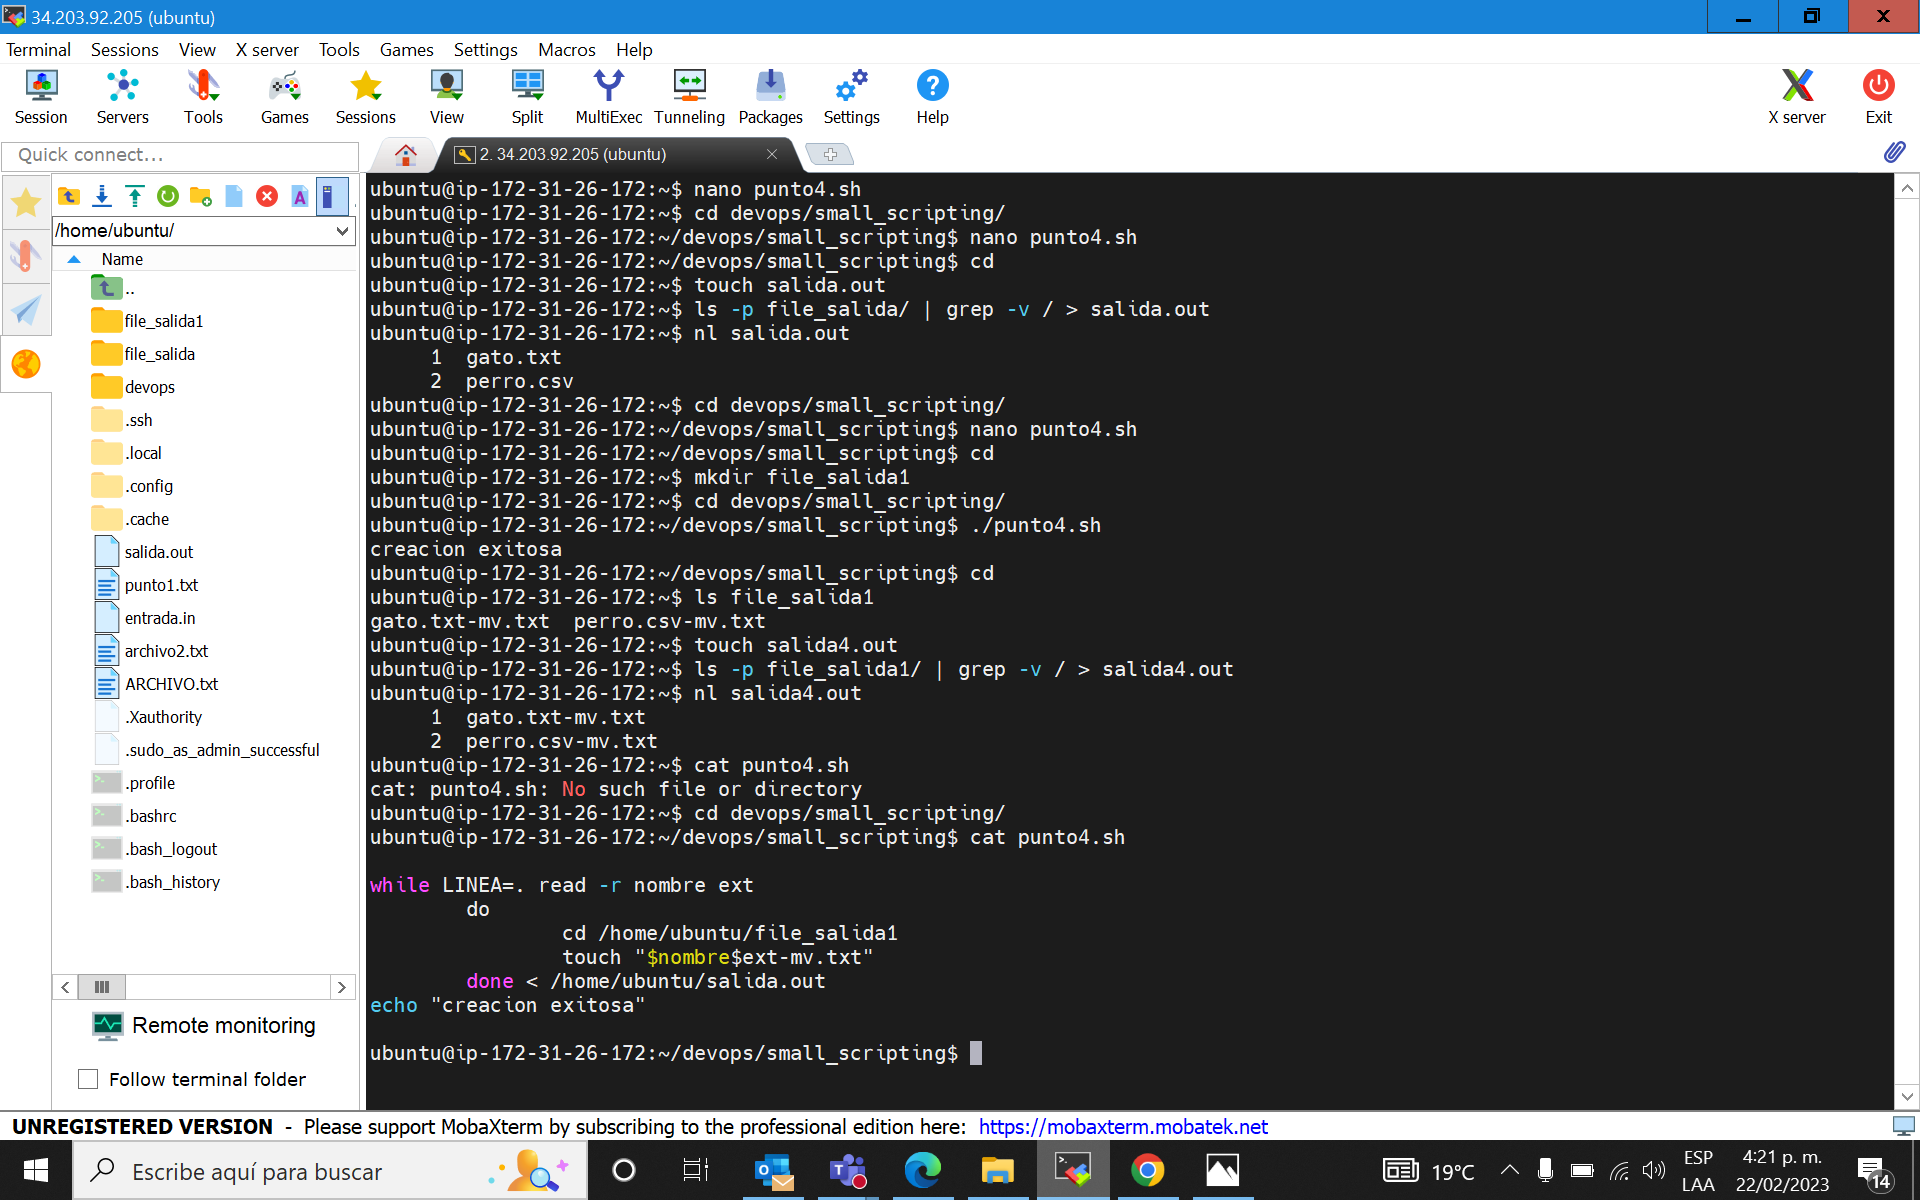 34.203.92.205 (ubuntu)
Terminal Sessions View X server Tools Games Settings Macros Help
Session Servers Tools Games Sessions View Split MultiExec Tunneling Packages Settings Help X server Exit
Quick connect...
2. 34.203.92.205 (ubuntu)
/home/ubuntu/
Name
..
file_salida1
file_salida
devops
.ssh
.local
.config
.cache
salida.out
punto1.txt
entrada.in
archivo2.txt
ARCHIVO.txt
.Xauthority
.sudo_as_admin_successful
.profile
.bashrc
.bash_logout
.bash_history
Remote monitoring
Follow terminal folder
ubuntu@ip-172-31-26-172:~$ nano punto4.sh
ubuntu@ip-172-31-26-172:~$ cd devops/small_scripting/
ubuntu@ip-172-31-26-172:~/devops/small_scripting$ nano punto4.sh
ubuntu@ip-172-31-26-172:~/devops/small_scripting$ cd
ubuntu@ip-172-31-26-172:~$ touch salida.out
ubuntu@ip-172-31-26-172:~$ ls -p file_salida/ | grep -v / > salida.out
ubuntu@ip-172-31-26-172:~$ nl salida.out
     1  gato.txt
     2  perro.csv
ubuntu@ip-172-31-26-172:~$ cd devops/small_scripting/
ubuntu@ip-172-31-26-172:~/devops/small_scripting$ nano punto4.sh
ubuntu@ip-172-31-26-172:~/devops/small_scripting$ cd
ubuntu@ip-172-31-26-172:~$ mkdir file_salida1
ubuntu@ip-172-31-26-172:~$ cd devops/small_scripting/
ubuntu@ip-172-31-26-172:~/devops/small_scripting$ ./punto4.sh
creacion exitosa
ubuntu@ip-172-31-26-172:~/devops/small_scripting$ cd
ubuntu@ip-172-31-26-172:~$ ls file_salida1
gato.txt-mv.txt  perro.csv-mv.txt
ubuntu@ip-172-31-26-172:~$ touch salida4.out
ubuntu@ip-172-31-26-172:~$ ls -p file_salida1/ | grep -v / > salida4.out
ubuntu@ip-172-31-26-172:~$ nl salida4.out
     1  gato.txt-mv.txt
     2  perro.csv-mv.txt
ubuntu@ip-172-31-26-172:~$ cat punto4.sh
cat: punto4.sh: No such file or directory
ubuntu@ip-172-31-26-172:~$ cd devops/small_scripting/
ubuntu@ip-172-31-26-172:~/devops/small_scripting$ cat punto4.sh
while LINEA=. read -r nombre ext
        do
                cd /home/ubuntu/file_salida1
                touch "$nombre$ext-mv.txt"
        done < /home/ubuntu/salida.out
echo "creacion exitosa"
ubuntu@ip-172-31-26-172:~/devops/small_scripting$
UNREGISTERED VERSION - Please support MobaXterm by subscribing to the professional edition here: https://mobaxterm.mobatek.net
Escribe aquí para buscar
19°C
ESP
LAA
4:21 p. m.
22/02/2023
14